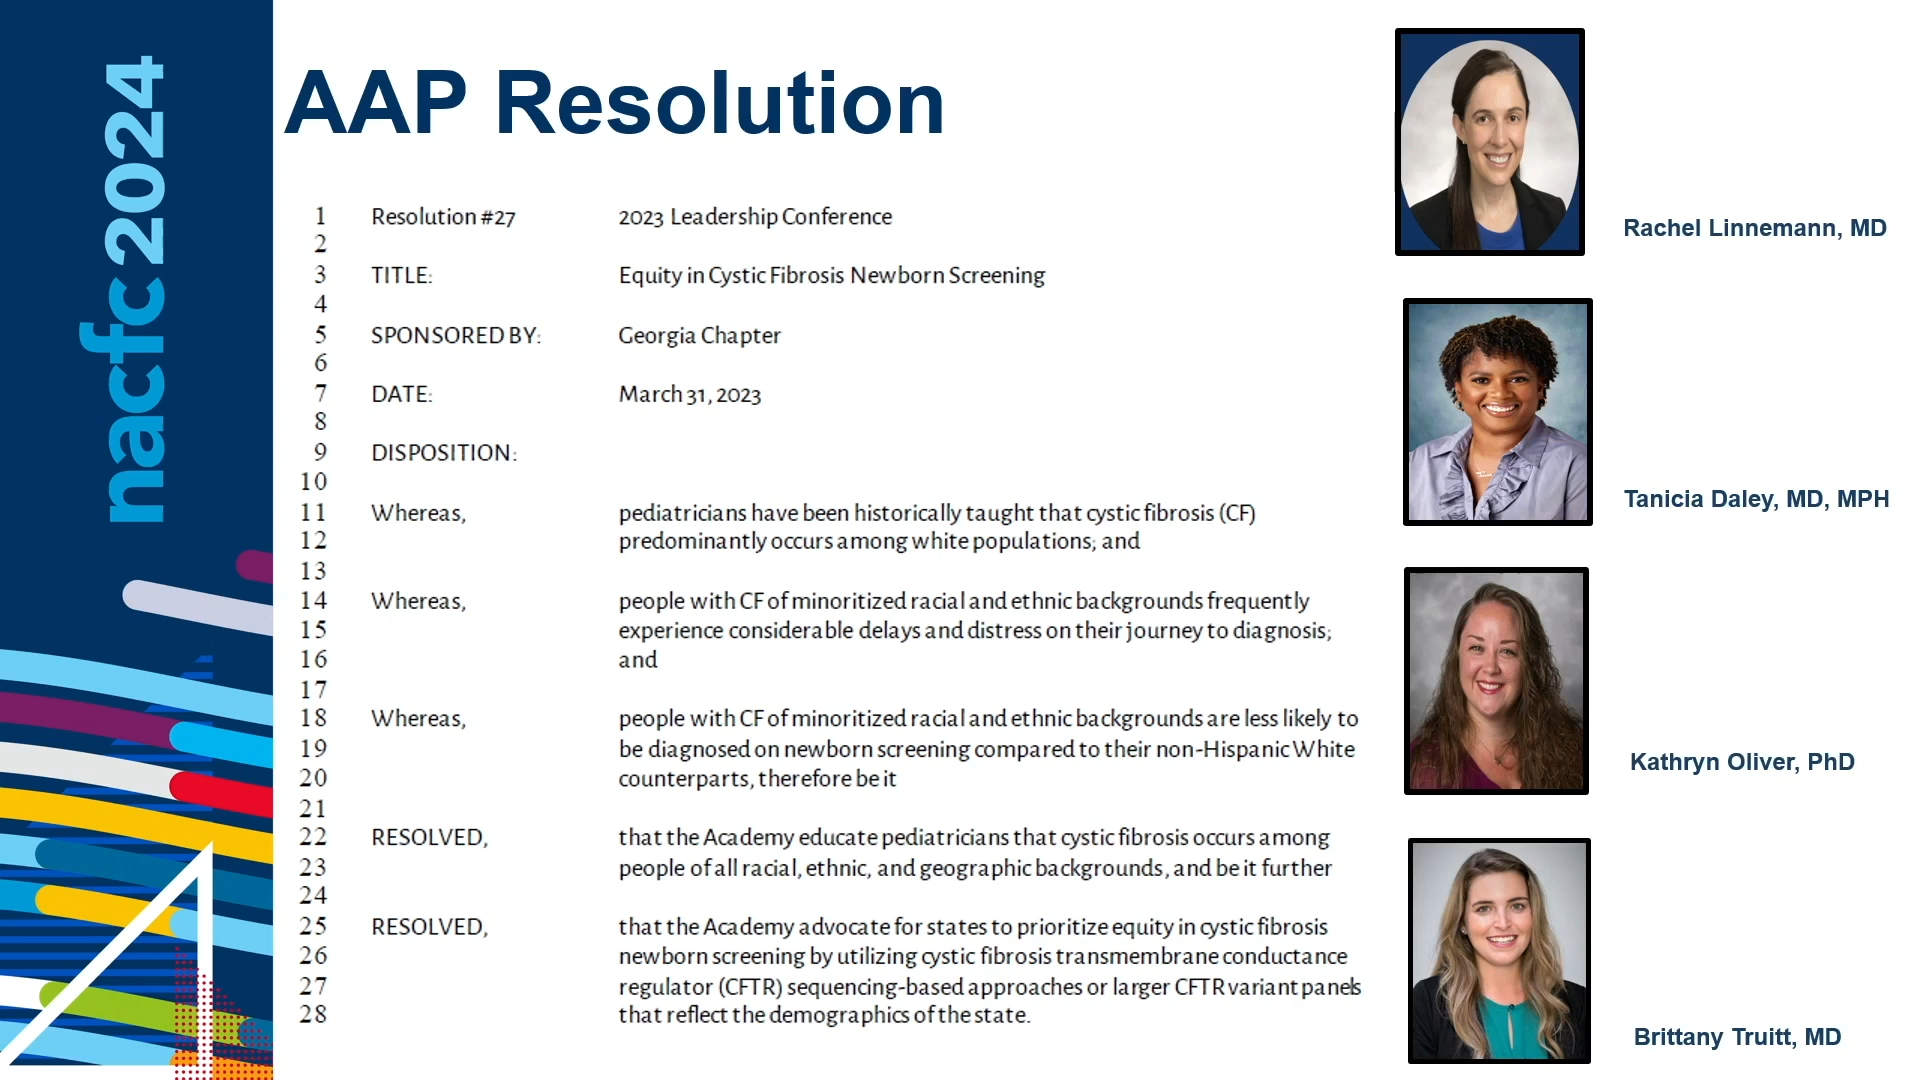 nacfc 2024
AAP Resolution
1 Resolution #27 2023 Leadership Conference
2
3 TITLE: Equity in Cystic Fibrosis Newborn Screening
4
5 SPONSORED BY: Georgia Chapter
6
7 DATE: March 31, 2023
8
9 DISPOSITION:
10
11 Whereas, pediatricians have been historically taught that cystic fibrosis (CF)
12 predominantly occurs among white populations; and
13
14 Whereas, people with CF of minoritized racial and ethnic backgrounds frequently
15 experience considerable delays and distress on their journey to diagnosis;
16 and
17
18 Whereas, people with CF of minoritized racial and ethnic backgrounds are less likely to
19 be diagnosed on newborn screening compared to their non-Hispanic White
20 counterparts, therefore be it
21
22 RESOLVED, that the Academy educate pediatricians that cystic fibrosis occurs among
23 people of all racial, ethnic, and geographic backgrounds, and be it further
24
25 RESOLVED, that the Academy advocate for states to prioritize equity in cystic fibrosis
26 newborn screening by utilizing cystic fibrosis transmembrane conductance
27 regulator (CFTR) sequencing-based approaches or larger CFTR variant panels
28 that reflect the demographics of the state.
Rachel Linnemann, MD
Tanicia Daley, MD, MPH
Kathryn Oliver, PhD
Brittany Truitt, MD